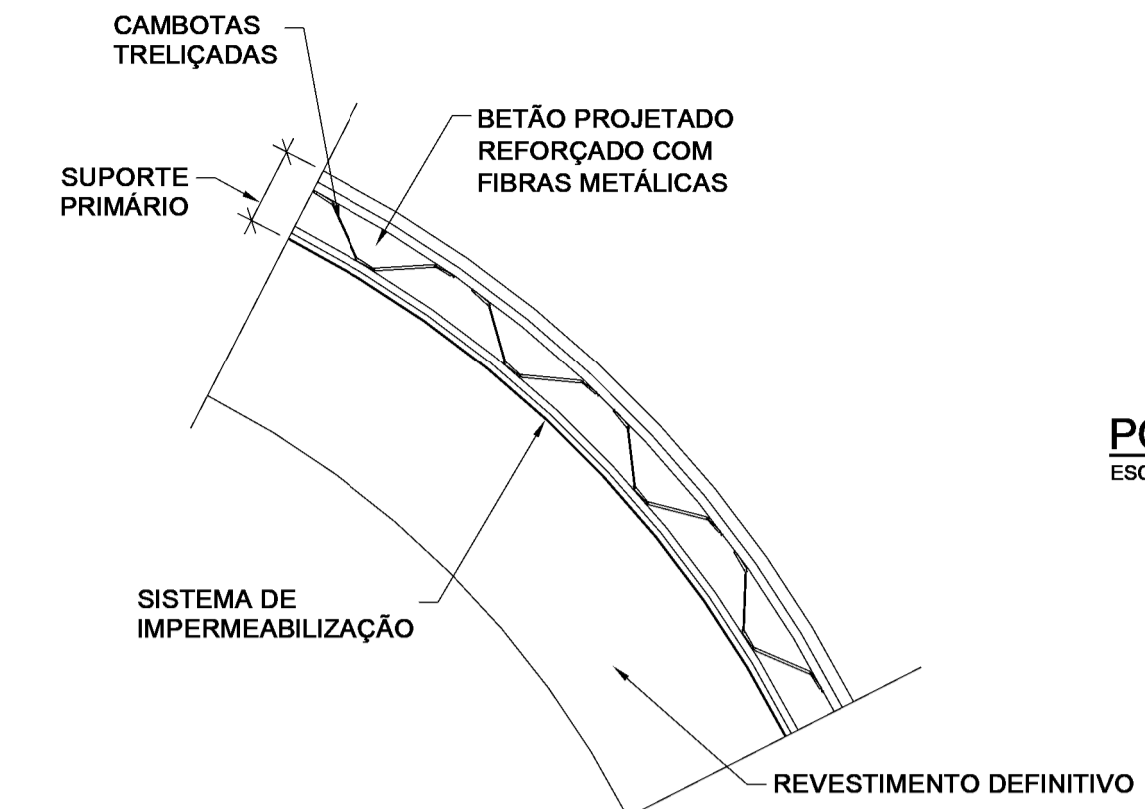 CAMBOTAS
TRELIÇADAS
BETÃO PROJETADO
REFORÇADO COM
FIBRAS METÁLICAS
SUPORTE
PRIMÁRIO
SISTEMA DE
IMPERMEABILIZAÇÃO
REVESTIMENTO DEFINITIVO